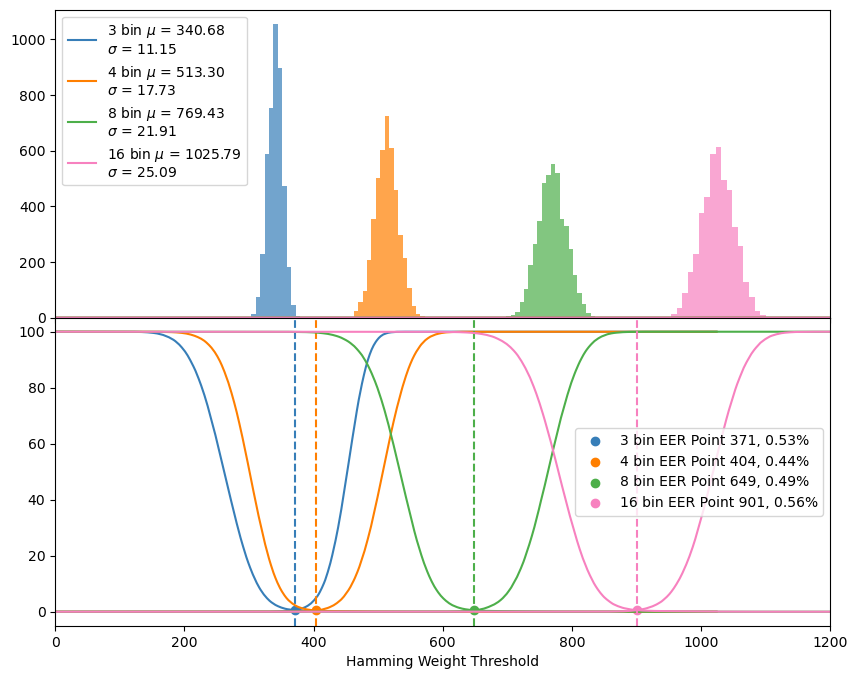 3 bin μ = 340.68
σ = 11.15
4 bin μ = 513.30
σ = 17.73
8 bin μ = 769.43
σ = 21.91
16 bin μ = 1025.79
σ = 25.09
1000
800
600
400
200
0
100
80
60
40
20
0
3 bin EER Point 371, 0.53%
4 bin EER Point 404, 0.44%
8 bin EER Point 649, 0.49%
16 bin EER Point 901, 0.56%
0 200 400 600 800 1000 1200
Hamming Weight Threshold